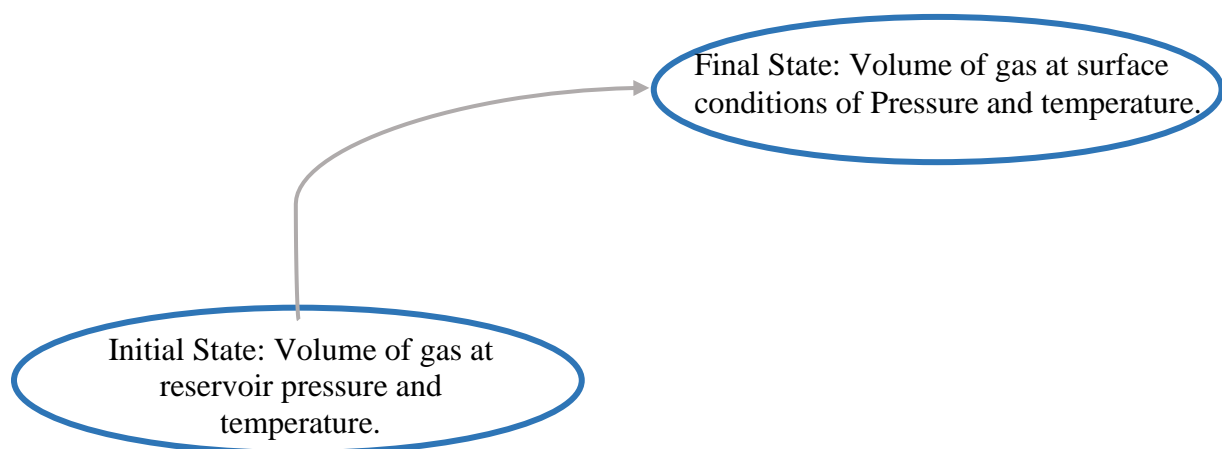 Final State: Volume of gas at surface
conditions of Pressure and temperature.
Initial State: Volume of gas at
reservoir pressure and
temperature.